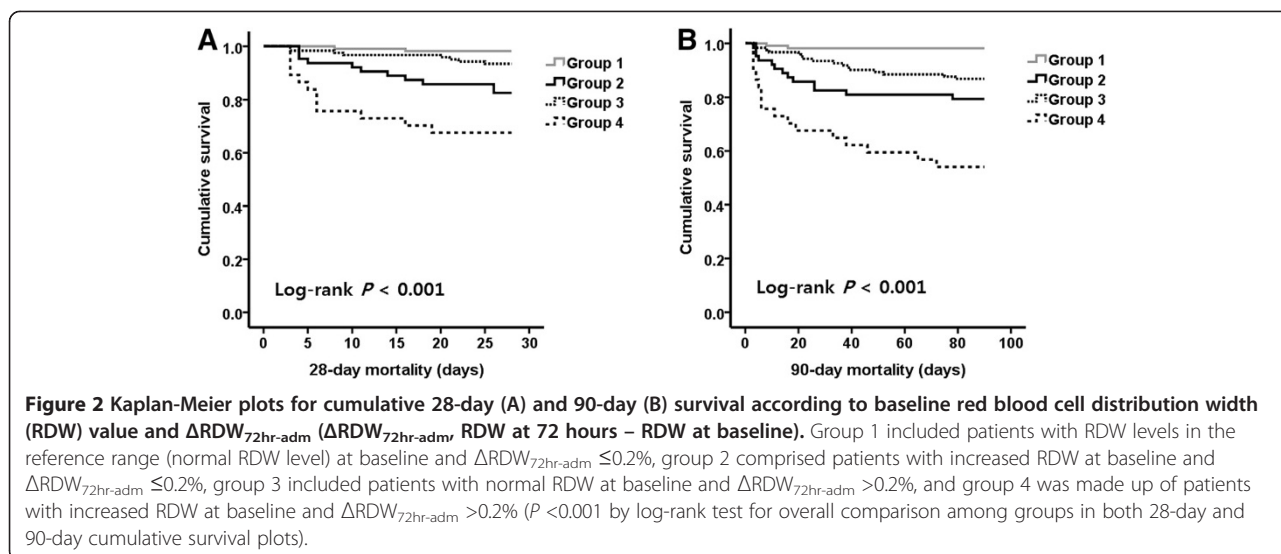 A
1.0
0.8
0.6
0.4
0.2
0.0
Cumulative survival
Group 1
Group 2
Group 3
Group 4
Log-rank P < 0.001
0 5 10 15 20 25 30
28-day mortality (days)
B
1.0
0.8
0.6
0.4
0.2
0.0
Cumulative survival
Group 1
Group 2
Group 3
Group 4
Log-rank P < 0.001
0 20 40 60 80 100
90-day mortality (days)
Figure 2 Kaplan-Meier plots for cumulative 28-day (A) and 90-day (B) survival according to baseline red blood cell distribution width
(RDW) value and ΔRDW72hr-adm (ΔRDW72hr-adm, RDW at 72 hours – RDW at baseline). Group 1 included patients with RDW levels in the
reference range (normal RDW level) at baseline and ΔRDW72hr-adm ≤0.2%, group 2 comprised patients with increased RDW at baseline and
ΔRDW72hr-adm ≤0.2%, group 3 included patients with normal RDW at baseline and ΔRDW72hr-adm >0.2%, and group 4 was made up of patients
with increased RDW at baseline and ΔRDW72hr-adm >0.2% (P <0.001 by log-rank test for overall comparison among groups in both 28-day and
90-day cumulative survival plots).